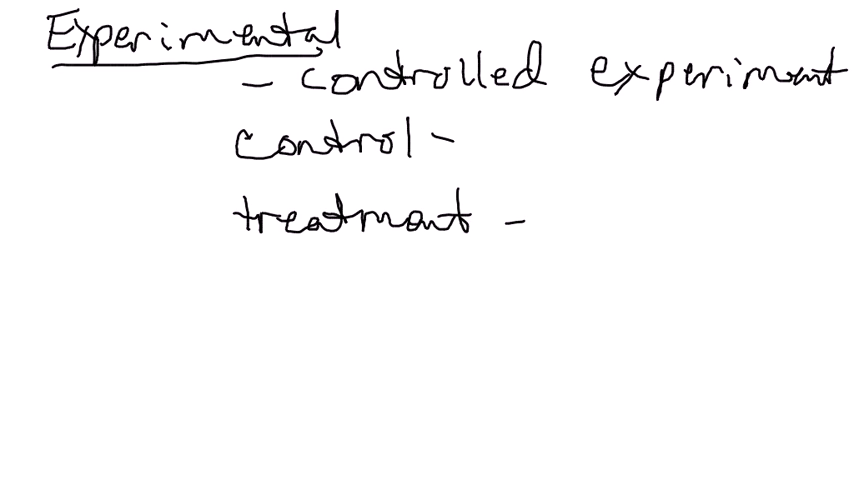 Experimental
- controlled experiment
control -
treatment -